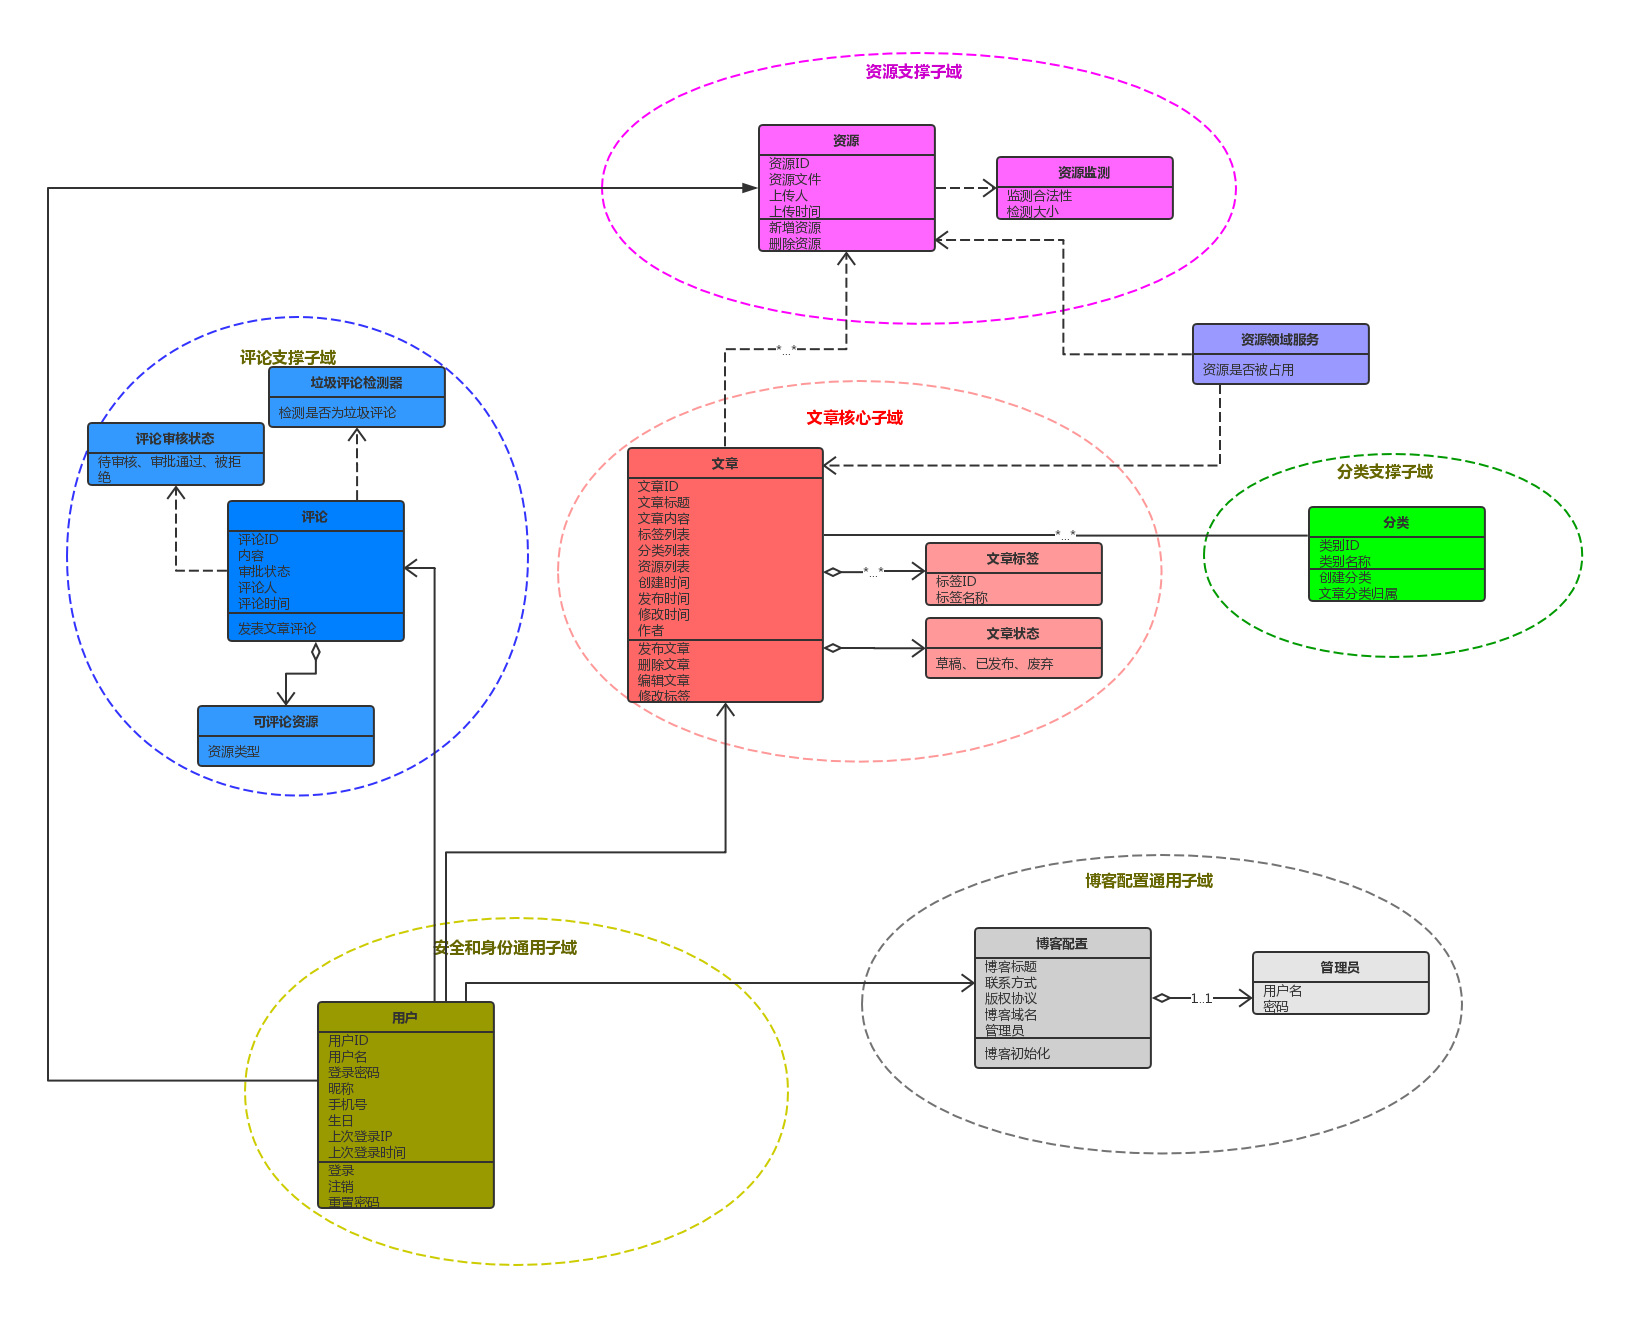 资源支撑子域
资源
资源ID
资源文件
上传人
上传时间
新增资源
删除资源
资源监测
监测合法性
检测大小
*...*
资源领域服务
资源是否被占用
评论支撑子域
垃圾评论检测器
检测是否为垃圾评论
评论审核状态
待审核、审批通过、被拒
绝
评论
评论ID
内容
审批状态
评论人
评论时间
发表文章评论
可评论资源
资源类型
文章核心子域
文章
文章ID
文章标题
文章内容
标签列表
分类列表
资源列表
创建时间
发布时间
修改时间
作者
发布文章
删除文章
编辑文章
修改标签
*...*
*...*
文章标签
标签ID
标签名称
文章状态
草稿、已发布、废弃
分类支撑子域
分类
类别ID
类别名称
创建分类
文章分类归属
安全和身份通用子域
用户
用户ID
用户名
登录密码
昵称
手机号
生日
上次登录IP
上次登录时间
登录
注销
重置密码
博客配置通用子域
博客配置
博客标题
联系方式
版权协议
博客域名
管理员
博客初始化
1..1
管理员
用户名
密码